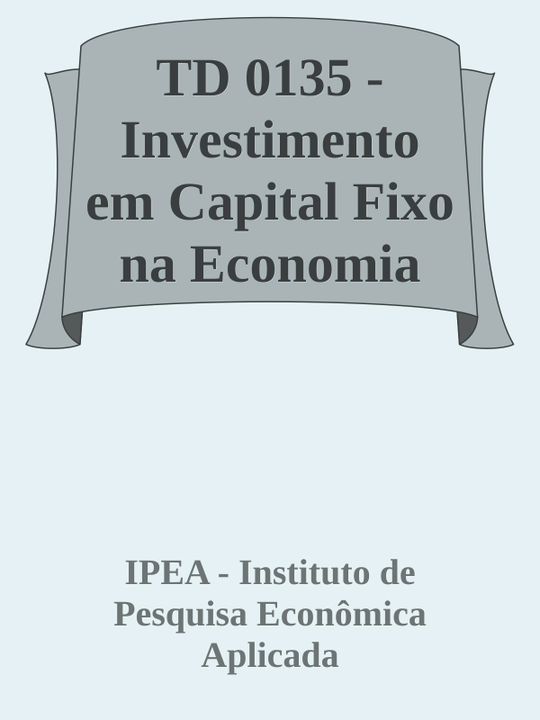 TD 0135 -
Investimento
em Capital Fixo
na Economia
IPEA - Instituto de
Pesquisa Econômica
Aplicada